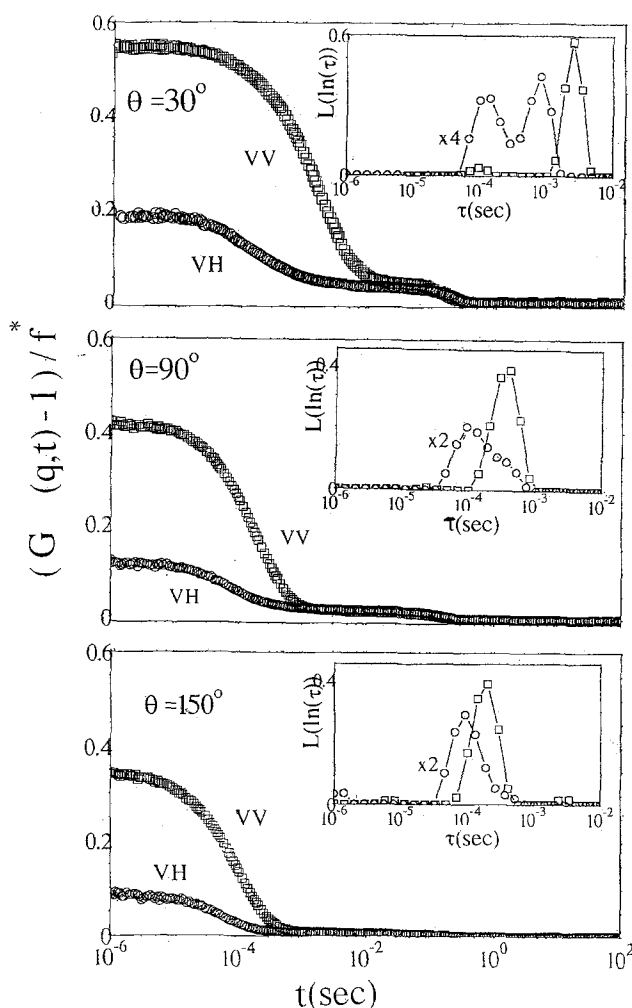 (G (q,t)-1)/f*
0.6
0.4
0.2
0
θ=30°
VV
VH
L(ln(τ))
0.6
x4
10-6
10-5
10-4
10-3
10-2
τ(sec)
0.6
0.4
0.2
0
θ=90°
VV
VH
L(ln(τ))
0.4
x2
0
10-6
10-5
10-4
10-3
10-2
τ(sec)
0.6
0.4
0.2
0
θ=150°
VV
VH
L(ln(τ))
0.4
x2
0
10-6
10-5
10-4
10-3
10-2
τ(sec)
10-6
10-4
10-2
100
102
t(sec)